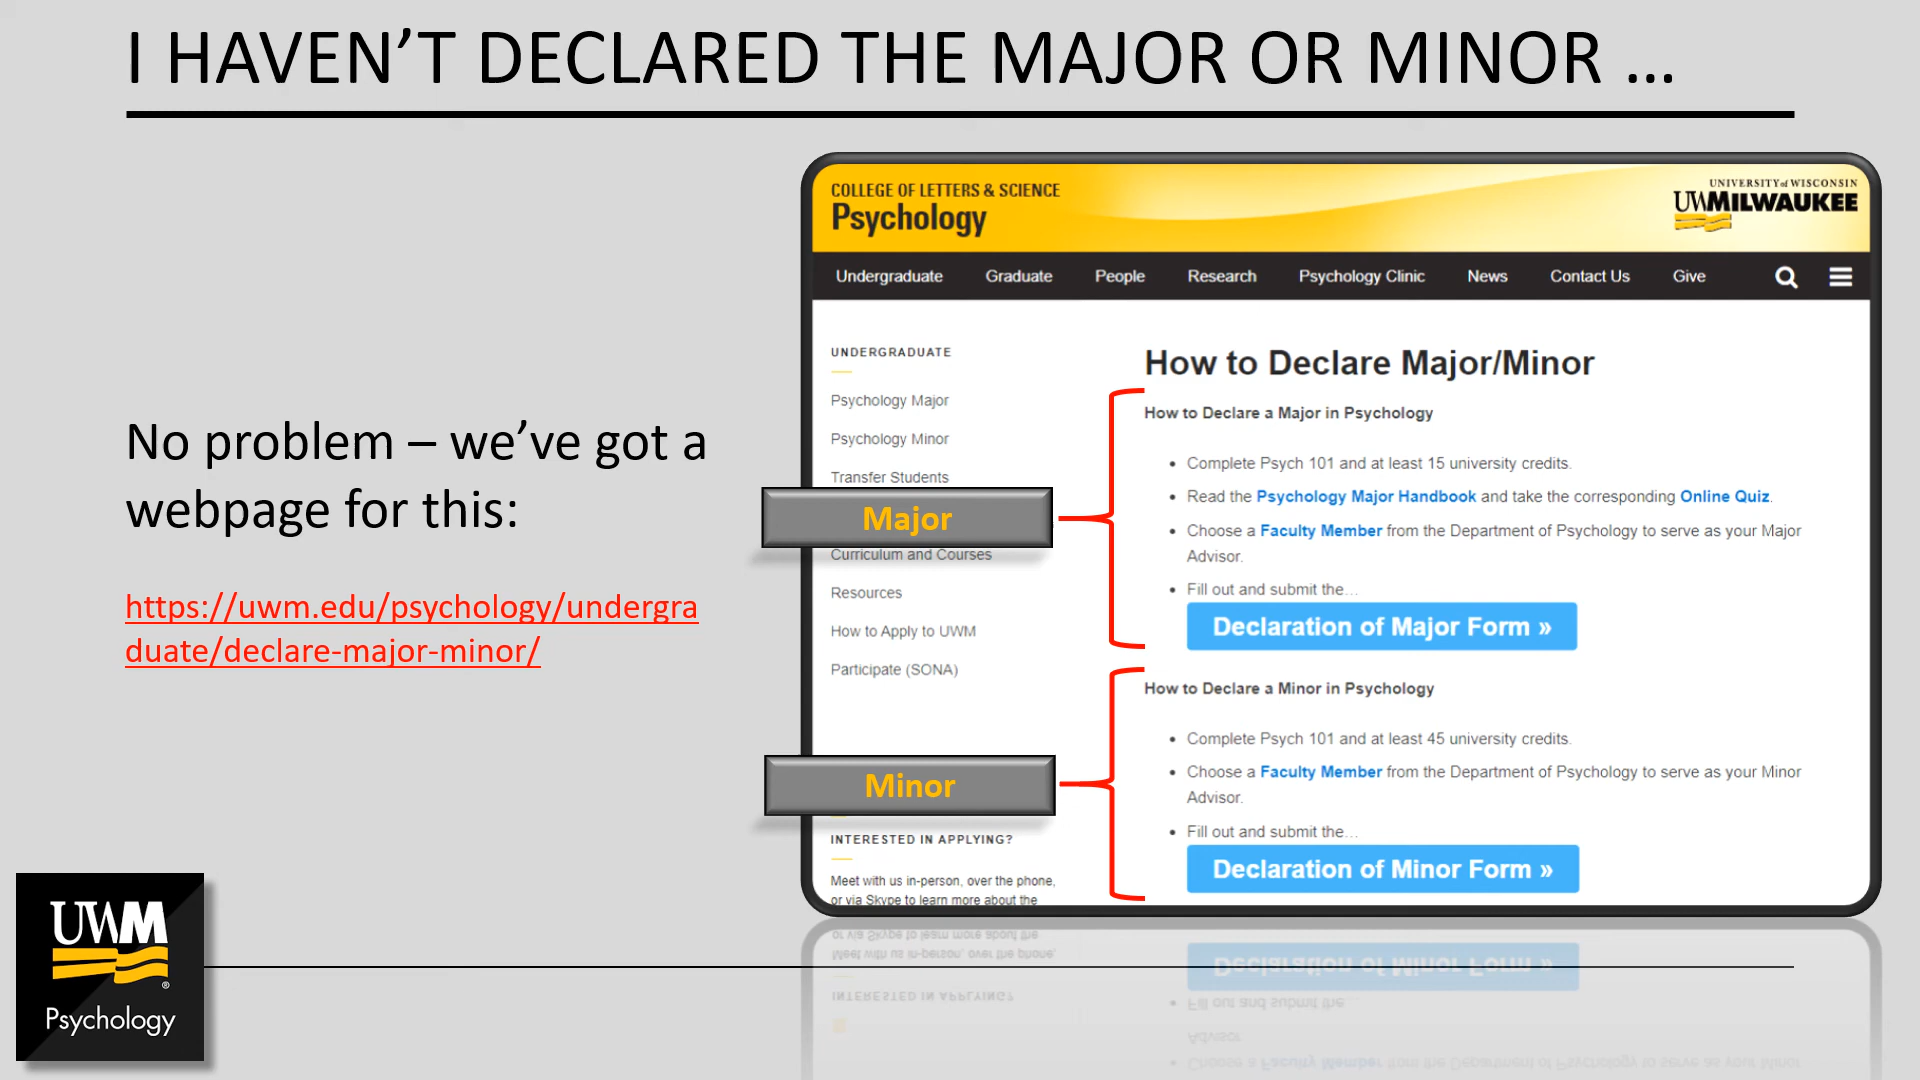 I HAVEN’T DECLARED THE MAJOR OR MINOR …
No problem – we’ve got a
webpage for this:
https://uwm.edu/psychology/undergra
duate/declare-major-minor/
COLLEGE OF LETTERS & SCIENCE
Psychology
UNIVERSITY of WISCONSIN
UWMILWAUKEE
Undergraduate Graduate People Research Psychology Clinic News Contact Us Give
UNDERGRADUATE
Psychology Major
Psychology Minor
Transfer Students
Major
Curriculum and Courses
Resources
How to Apply to UWM
Participate (SONA)
Minor
INTERESTED IN APPLYING?
Meet with us in-person, over the phone,
or via Skype to learn more about the
How to Declare Major/Minor
How to Declare a Major in Psychology
• Complete Psych 101 and at least 15 university credits.
• Read the Psychology Major Handbook and take the corresponding Online Quiz.
• Choose a Faculty Member from the Department of Psychology to serve as your Major
Advisor.
• Fill out and submit the…
Declaration of Major Form »
How to Declare a Minor in Psychology
• Complete Psych 101 and at least 45 university credits.
• Choose a Faculty Member from the Department of Psychology to serve as your Minor
Advisor.
• Fill out and submit the…
Declaration of Minor Form »
UWM
®
Psychology